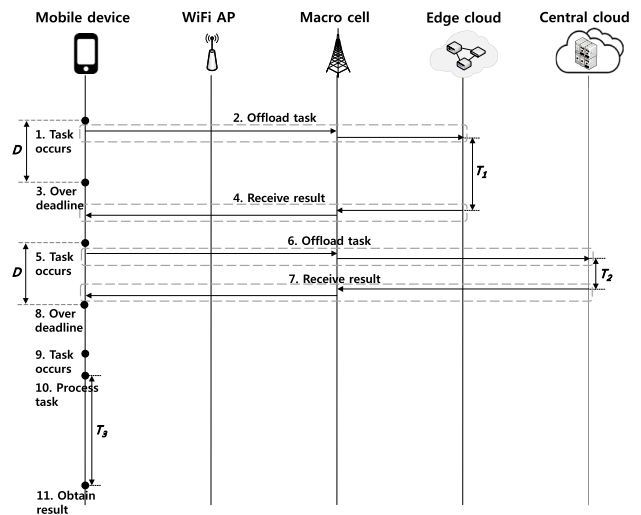 Mobile device
WiFi AP
Macro cell
Edge cloud
Central cloud
2. Offload task
1. Task
occurs
D
T1
3. Over
deadline
4. Receive result
6. Offload task
5. Task
occurs
D
T2
7. Receive result
8. Over
deadline
9. Task
occurs
10. Process
task
T3
11. Obtain
result